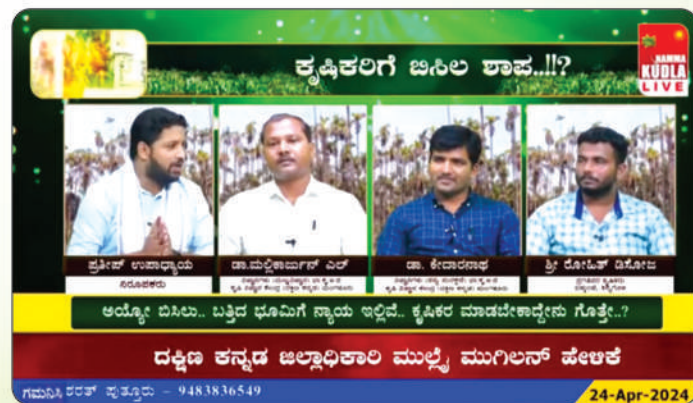 ಕೃಷಿಕರಿಗೆ ಬಿಸಿಲ ಶಾಪ..!!?
NAMMA
KUDLA
LIVE
ಪ್ರತೀಪ್ ಉಪಾಧ್ಯಾಯ
ನಿರೂಪಕರು
ಡಾ.ಮಲ್ಲಿಕಾರ್ಜುನ್ ಎಲ್
ಡಾ. ಕೇದಾರನಾಥ
ಶ್ರೀ ರೋಹಿತ್ ಡಿಸೋಜ
ಅಯ್ಯೋ ಬಿಸಿಲು.. ಬತ್ತಿದ ಭೂಮಿಗೆ ನ್ಯಾಯ ಇಲ್ಲಿವೆ.. ಕೃಷಿಕರ ಮಾಡಬೇಕಾದ್ದೇನು ಗೊತ್ತೇ..?
ದಕ್ಷಿಣ ಕನ್ನಡ ಜಿಲ್ಲಾಧಿಕಾರಿ ಮುಲ್ಲೈ ಮುಗಿಲನ್ ಹೇಳಿಕೆ
ಗಮನಿಸಿ ಶರತ್ ಪುತ್ತೂರು - 9483836549
24-Apr-2024